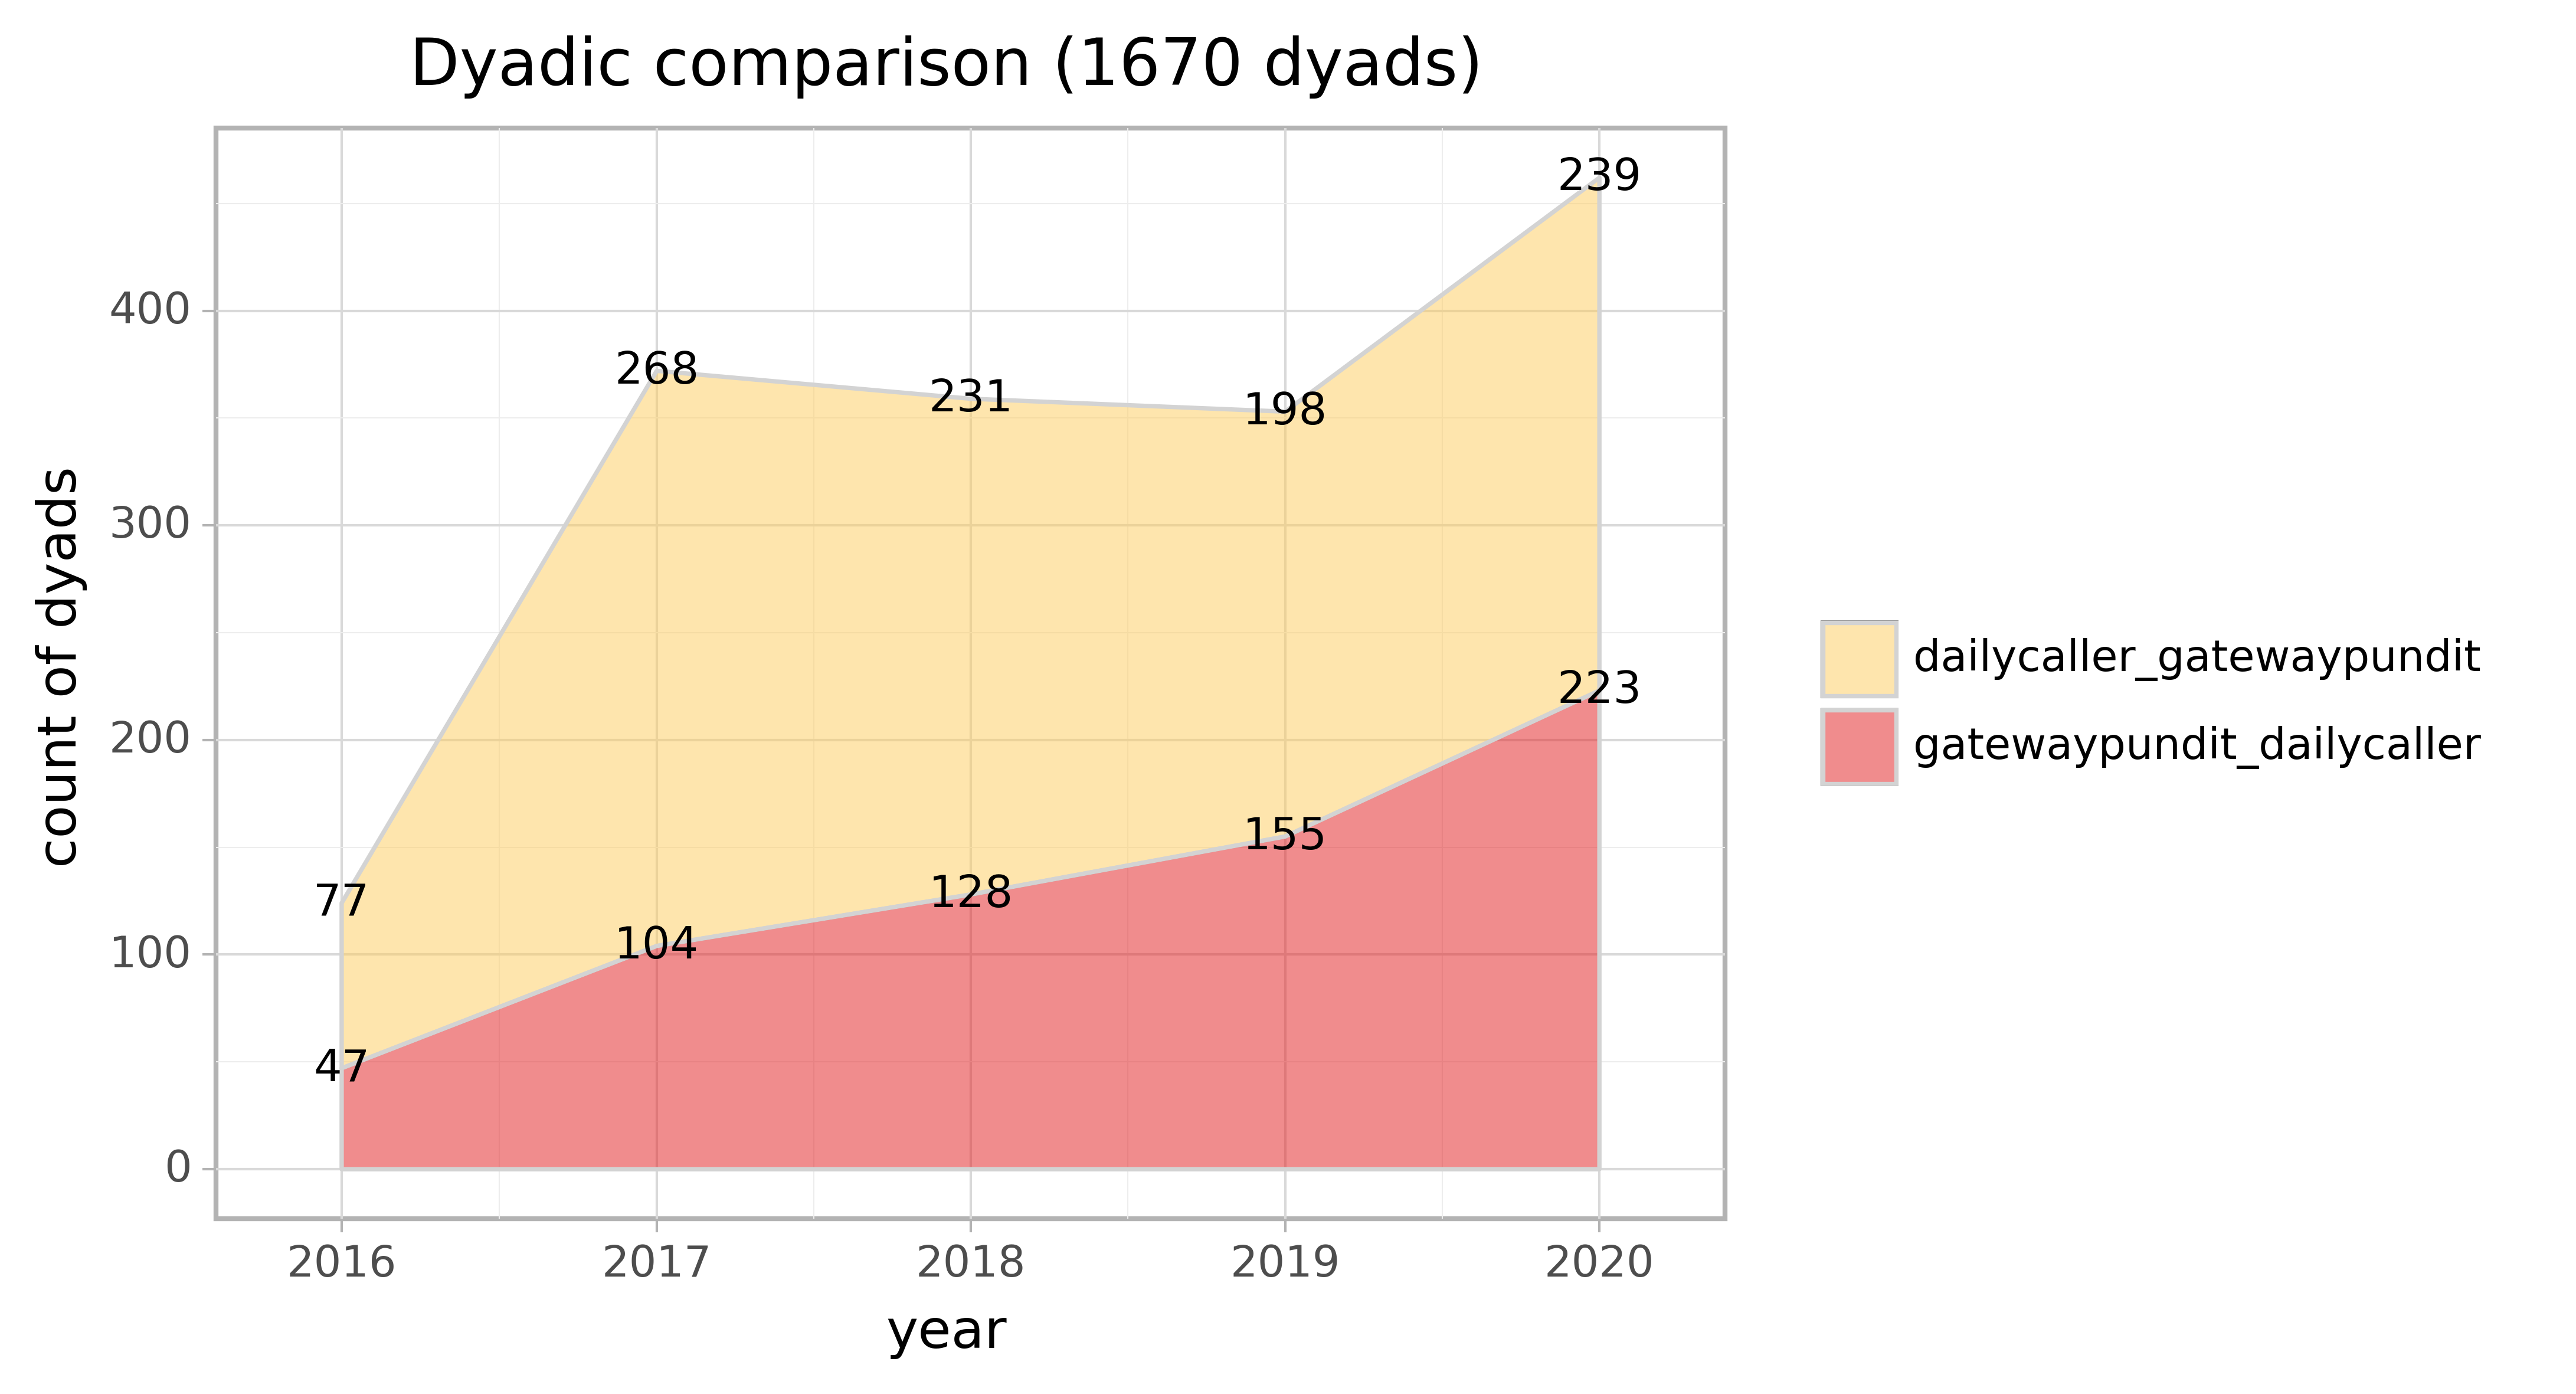 Dyadic comparison (1670 dyads)
count of dyads
400
300
200
100
0
239
268
231
198
223
155
128
104
77
47
2016 2017 2018 2019 2020
year
dailycaller_gatewaypundit
gatewaypundit_dailycaller